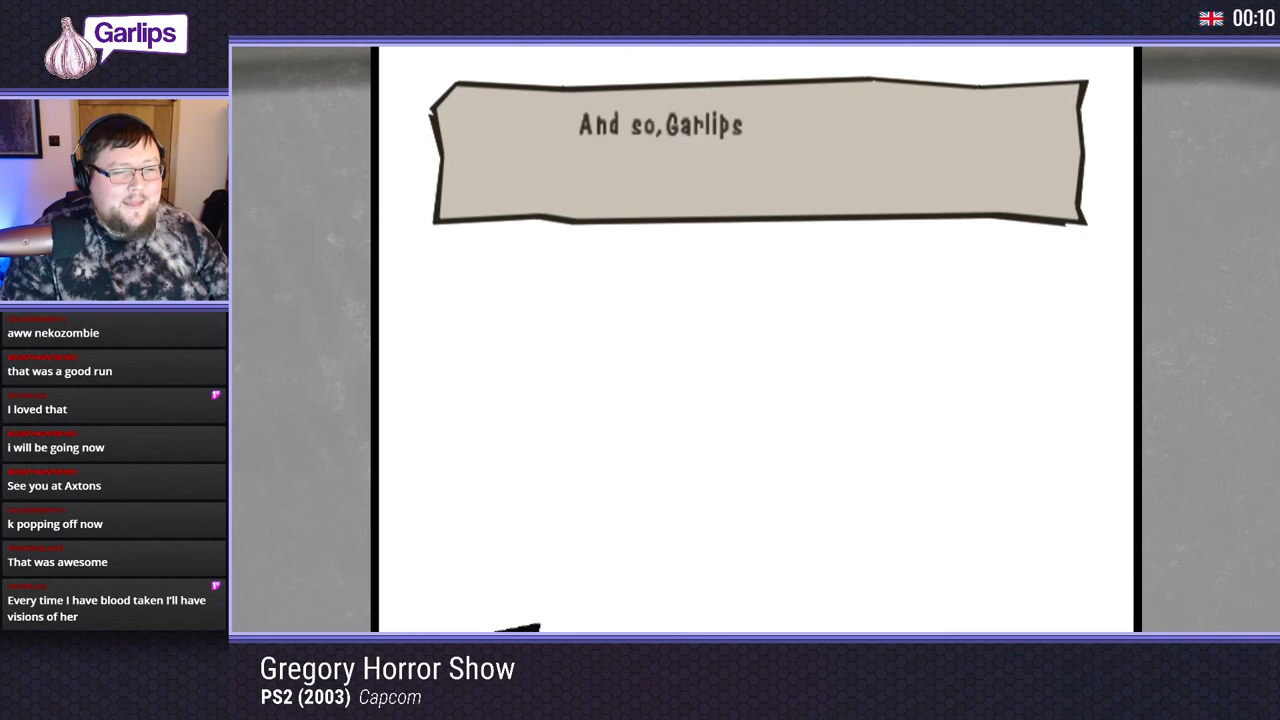 Garlips
00:10
And so,Garlips
aww nekozombie
that was a good run
I loved that
i will be going now
See you at Axtons
k popping off now
That was awesome
Every time I have blood taken I'll have
visions of her
Gregory Horror Show
PS2 (2003) Capcom